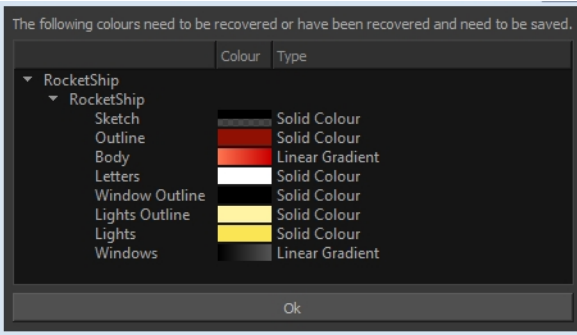 The following colours need to be recovered or have been recovered and need to be saved.
Colour Type
RocketShip
RocketShip
Sketch Solid Colour
Outline Solid Colour
Body Linear Gradient
Letters Solid Colour
Window Outline Solid Colour
Lights Outline Solid Colour
Lights Solid Colour
Windows Linear Gradient
Ok